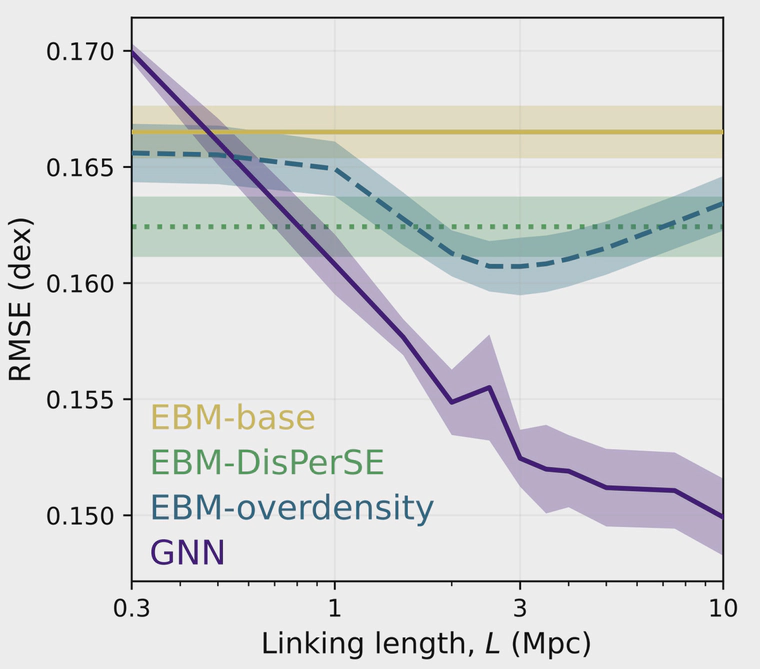 0.170
0.165
0.160
0.155
0.150
RMSE (dex)
EBM-base
EBM-DisPerSE
EBM-overdensity
GNN
0.3 1 3 10
Linking length, L (Mpc)